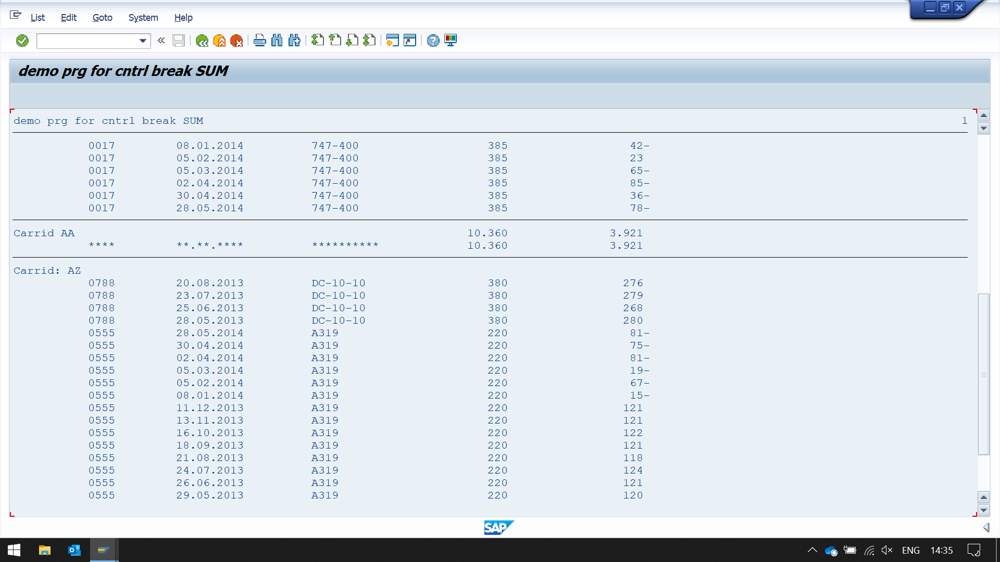 List Edit Goto System Help
demo prg for cntrl break SUM
demo prg for cntrl break SUM 1
0017 08.01.2014 747-400 385 42-
0017 05.02.2014 747-400 385 23
0017 05.03.2014 747-400 385 65-
0017 02.04.2014 747-400 385 85-
0017 30.04.2014 747-400 385 36-
0017 28.05.2014 747-400 385 78-
Carrid AA 10.360 3.921
**** **.**.**** ********** 10.360 3.921
Carrid: AZ
0788 20.08.2013 DC-10-10 380 276
0788 23.07.2013 DC-10-10 380 279
0788 25.06.2013 DC-10-10 380 268
0788 28.05.2013 DC-10-10 380 280
0555 28.05.2014 A319 220 81-
0555 30.04.2014 A319 220 75-
0555 02.04.2014 A319 220 81-
0555 05.03.2014 A319 220 19-
0555 05.02.2014 A319 220 67-
0555 08.01.2014 A319 220 15-
0555 11.12.2013 A319 220 121
0555 13.11.2013 A319 220 121
0555 16.10.2013 A319 220 122
0555 18.09.2013 A319 220 121
0555 21.08.2013 A319 220 118
0555 24.07.2013 A319 220 124
0555 26.06.2013 A319 220 121
0555 29.05.2013 A319 220 120
SAP
ENG 14:35